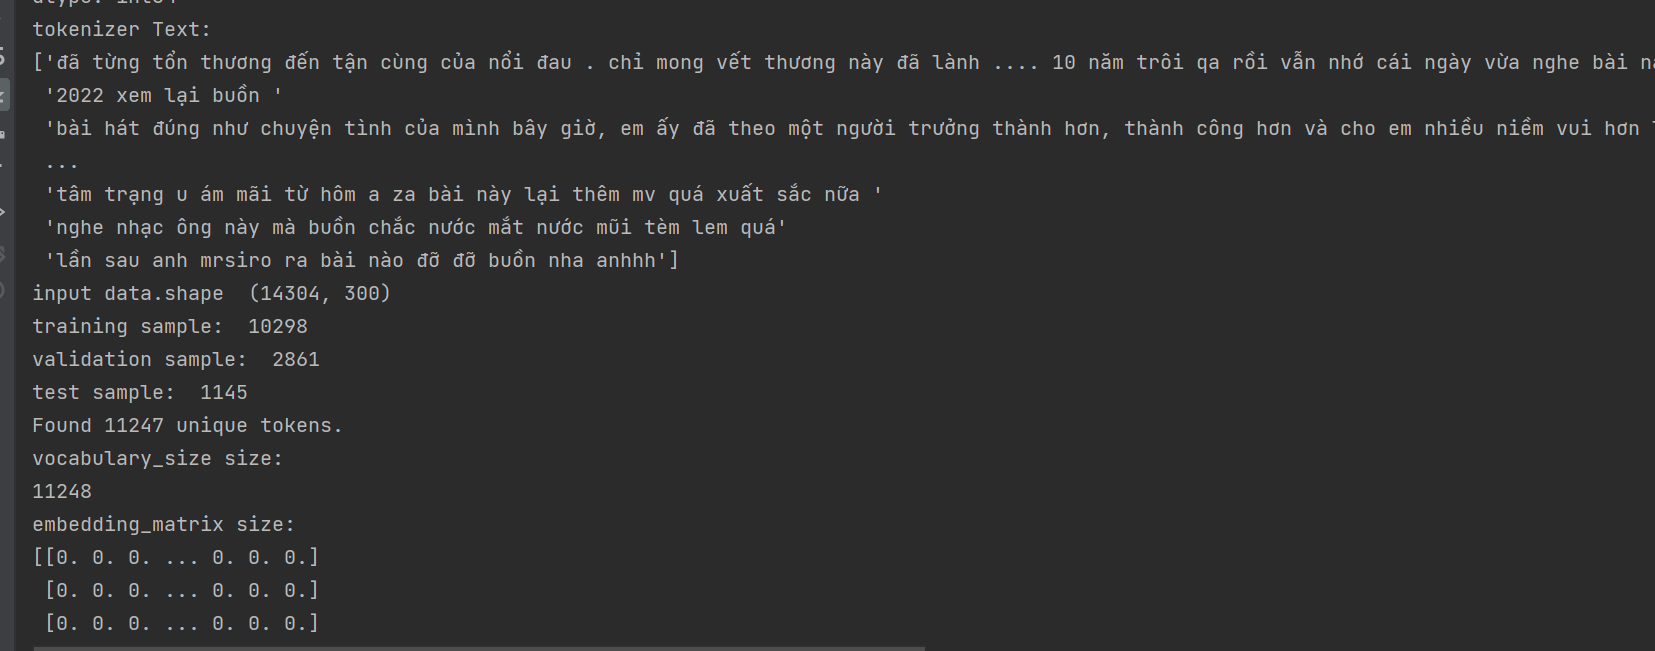 tokenizer Text:
['đã từng tổn thương đến tận cùng của nổi đau . chỉ mong vết thương này đã lành .... 10 năm trôi qa rồi vẫn nhớ cái ngày vừa nghe bài
'2022 xem lại buồn '
'bài hát đúng như chuyện tình của mình bây giờ, em ấy đã theo một người trưởng thành hơn, thành công hơn và cho em nhiều niềm vui hơn
...
'tâm trạng u ám mãi từ hôm a za bài này lại thêm mv quá xuất sắc nữa '
'nghe nhạc ông này mà buồn chắc nước mắt nước mũi tèm lem quá'
'lần sau anh mrsiro ra bài nào đỡ đỡ buồn nha anhhh']
input data.shape  (14304, 300)
training sample:  10298
validation sample:  2861
test sample:  1145
Found 11247 unique tokens.
vocabulary_size size:
11248
embedding_matrix size:
[[0. 0. 0. ... 0. 0. 0.]
[0. 0. 0. ... 0. 0. 0.]
[0. 0. 0. ... 0. 0. 0.]